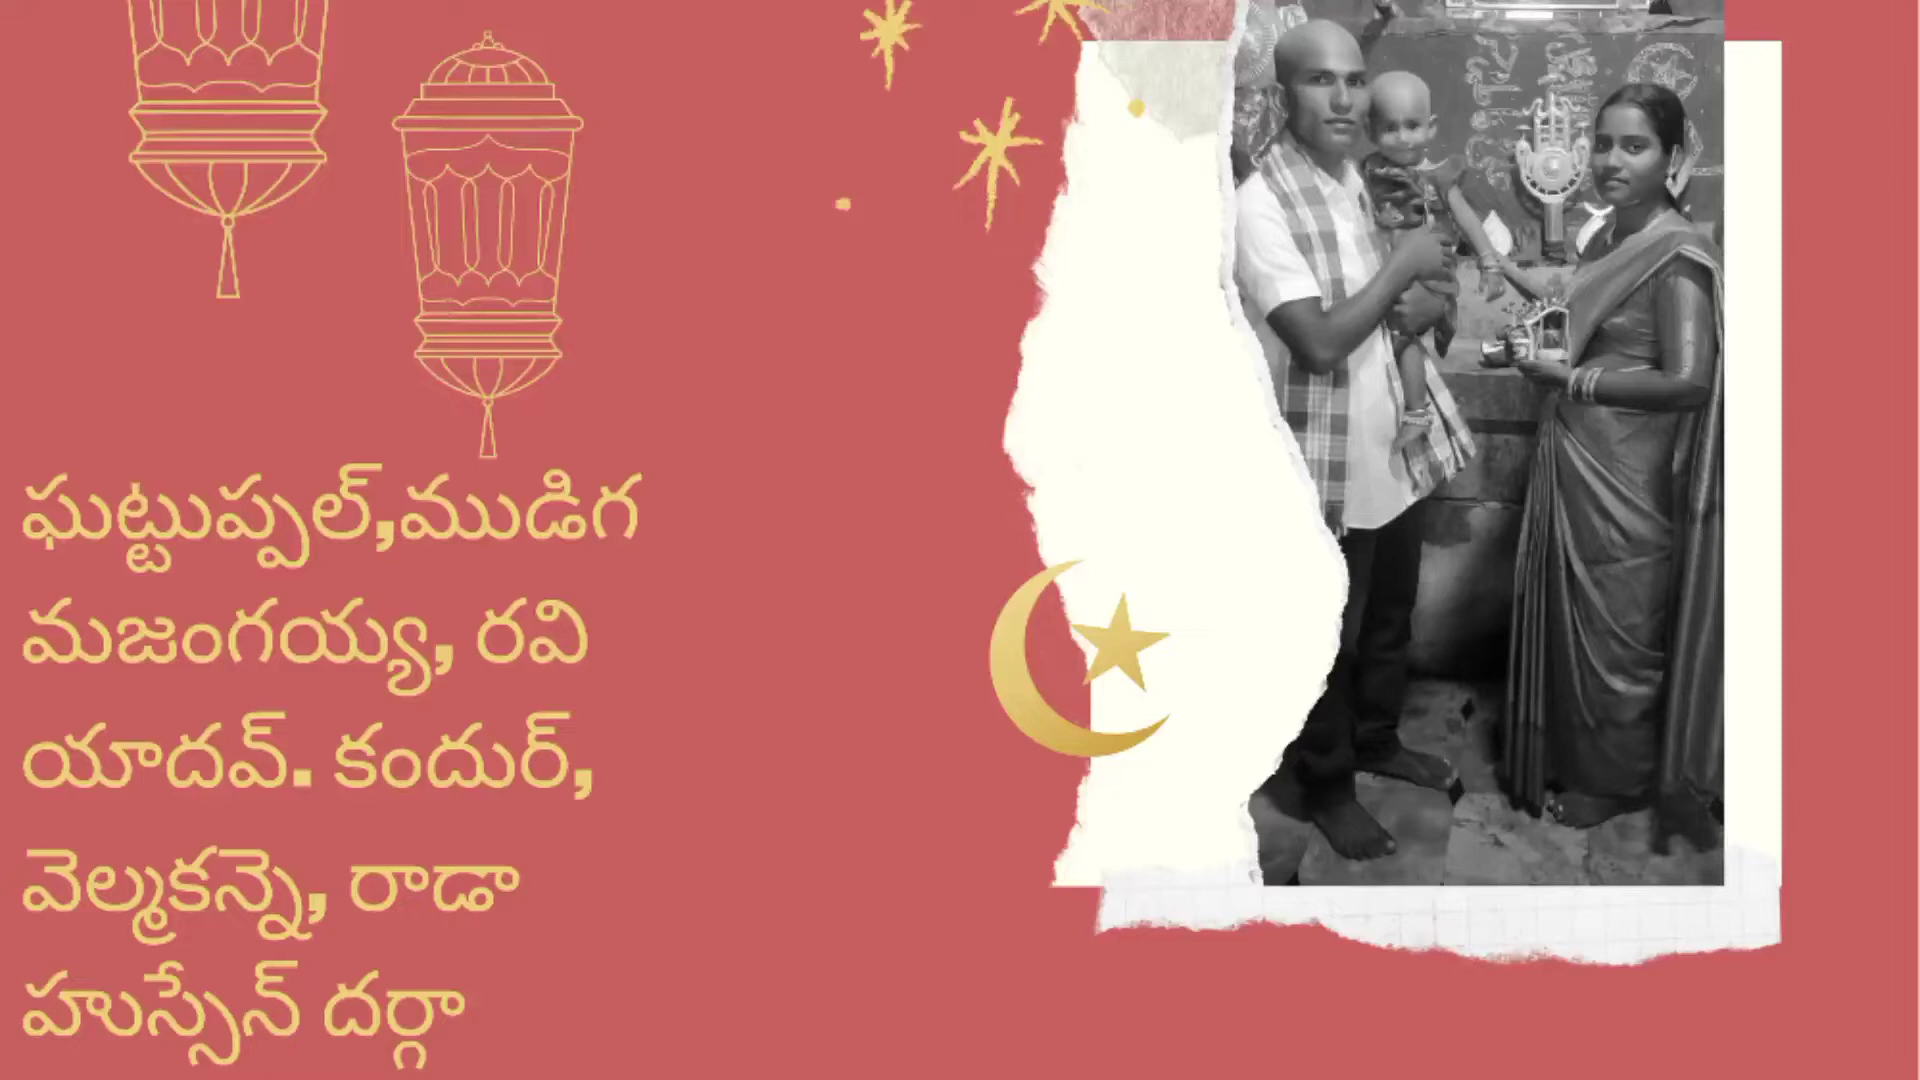 ఘట్టుప్పల్,ముడిగ
మజంగయ్య, రవి
యాదవ్. కందుర్,
వెల్మకన్నె, రాడా
హుస్సేన్ దర్గా